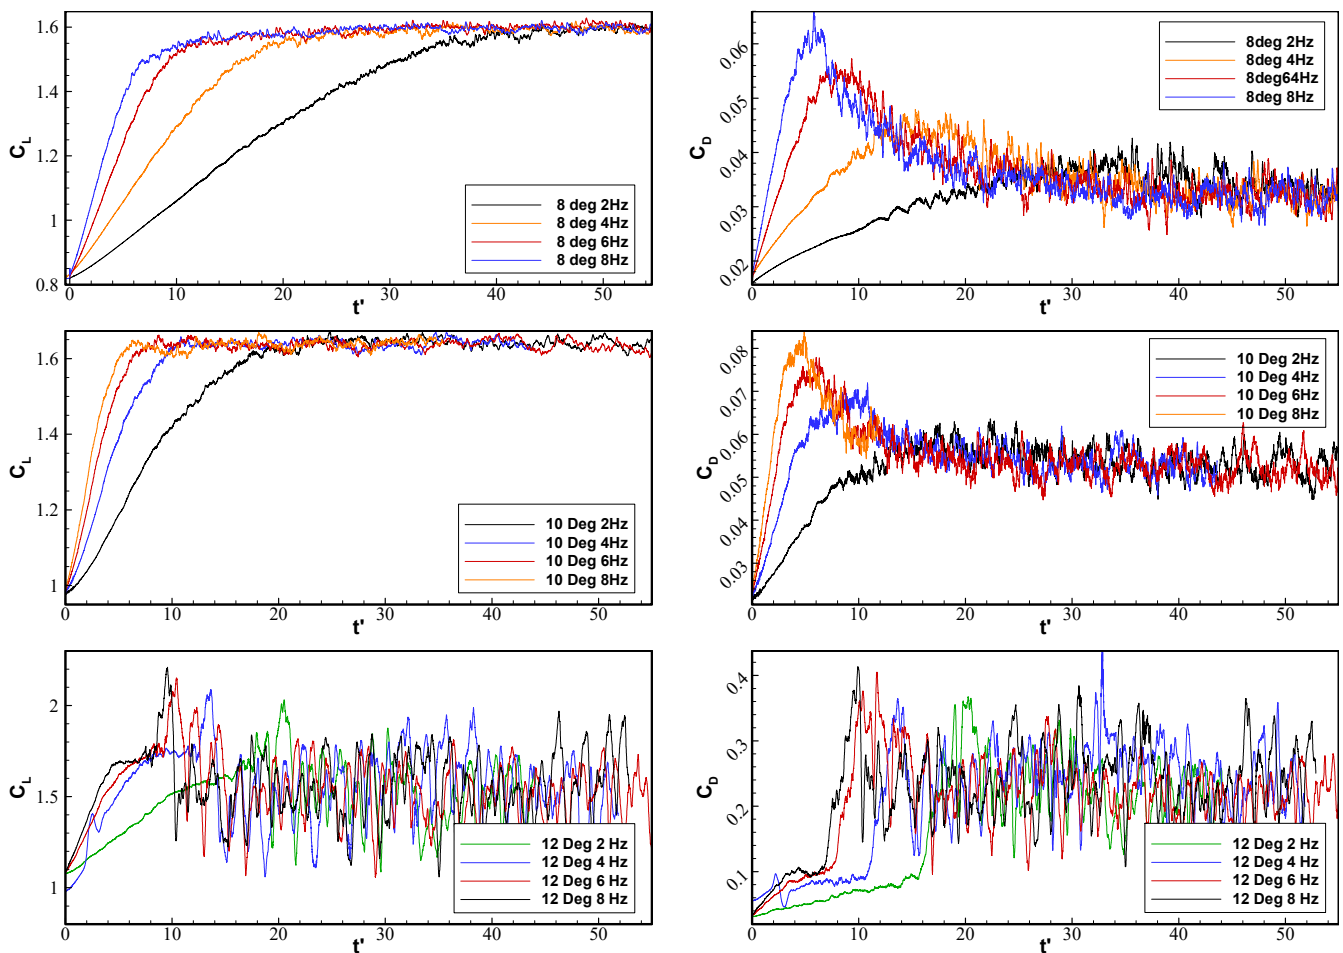 1.6
1.4
1.2
1
0.8
C_L
0 10 20 30 40 50
t'
8 deg 2Hz
8 deg 4Hz
8 deg 6Hz
8 deg 8Hz
0.06
0.05
0.04
0.03
0.02
C_D
0 10 20 30 40 50
t'
8deg 2Hz
8deg 4Hz
8deg64Hz
8deg 8Hz
1.6
1.4
1.2
1
C_L
0 10 20 30 40 50
t'
10 Deg 2Hz
10 Deg 4Hz
10 Deg 6Hz
10 Deg 8Hz
0.08
0.07
0.06
0.05
0.04
0.03
C_D
0 10 20 30 40 50
t'
10 Deg 2Hz
10 Deg 4Hz
10 Deg 6Hz
10 Deg 8Hz
2
1.5
1
C_L
0 10 20 30 40 50
t'
12 Deg 2 Hz
12 Deg 4 Hz
12 Deg 6 Hz
12 Deg 8 Hz
0.4
0.3
0.2
0.1
C_D
0 10 20 30 40 50
t'
12 Deg 2 Hz
12 Deg 4 Hz
12 Deg 6 Hz
12 Deg 8 Hz